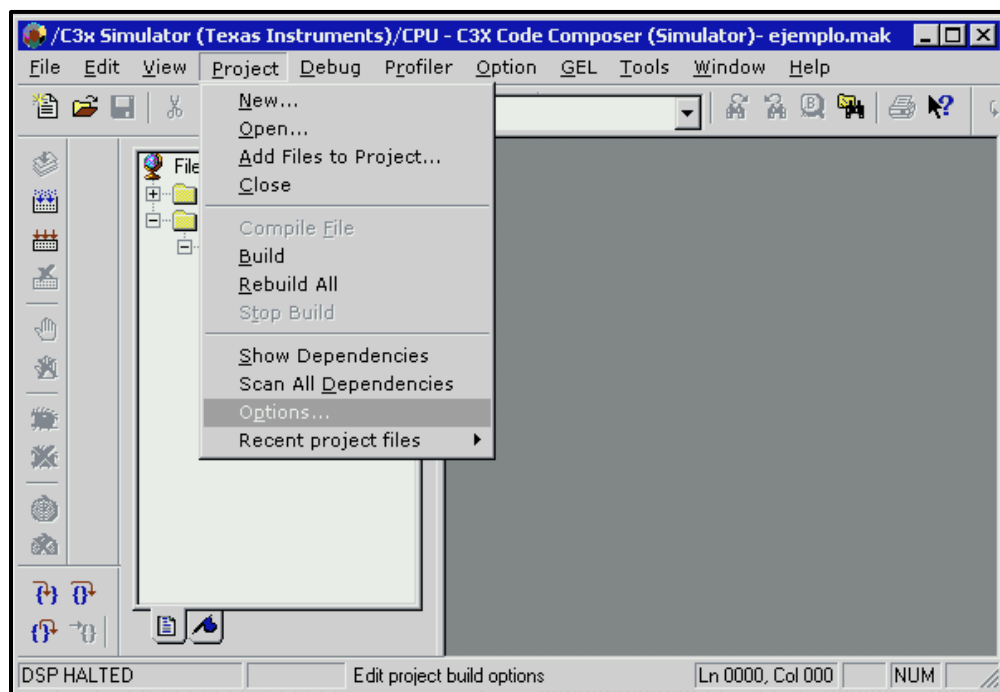 /C3x Simulator (Texas Instruments)/CPU - C3X Code Composer (Simulator)- ejemplo.mak
File Edit View Project Debug Profiler Option GEL Tools Window Help
New...
Open...
Add Files to Project...
File
Close
Compile File
Build
Rebuild All
Stop Build
Show Dependencies
Scan All Dependencies
Options...
Recent project files
DSP HALTED Edit project build options Ln 0000, Col 000 NUM